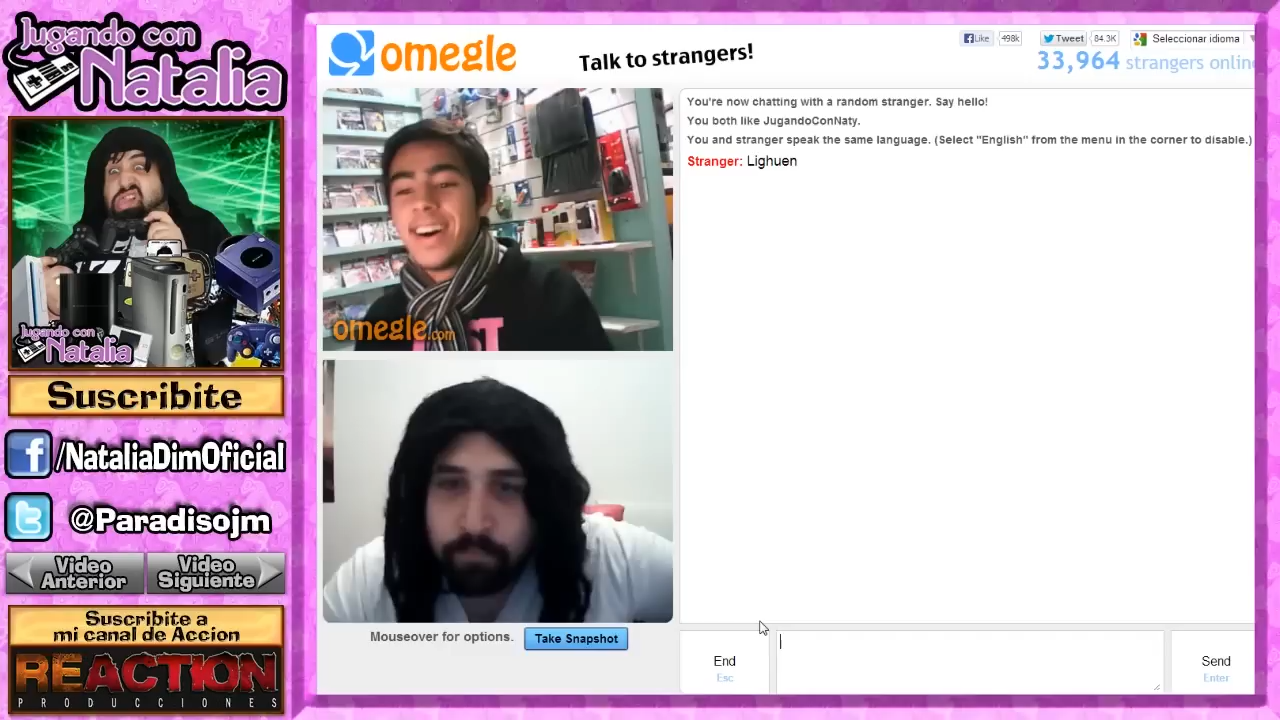 Jugando con
Natalia
Jugando con
Natalia
Suscribite
/NataliaDimOficial
@Paradisojm
Video
Anterior
Video
Siguiente
Suscribite a
mi canal de Accion
REACTION
PRODUCCIONES
omegle
Talk to strangers!
Like
498k
Tweet
84.3K
Seleccionar idioma
33,964 strangers online
omegle.com
You're now chatting with a random stranger. Say hello!
You both like JugandoConNaty.
You and stranger speak the same language. (Select "English" from the menu in the corner to disable.)
Stranger: Lighuen
Mouseover for options.
Take Snapshot
End
Esc
Send
Enter